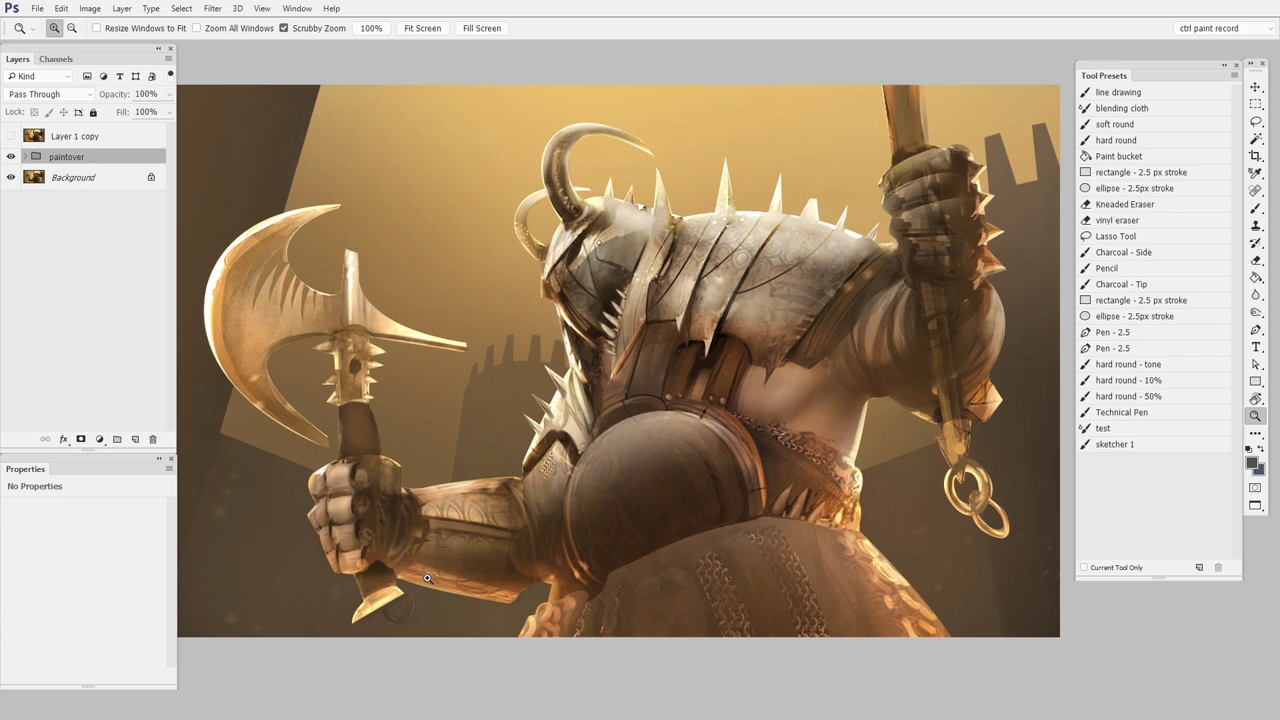 Ps File Edit Image Layer Type Select Filter 3D View Window Help
Resize Windows to Fit Zoom All Windows Scrubby Zoom 100% Fit Screen Fill Screen ctrl paint record
Layers Channels
Kind
Pass Through Opacity: 100%
Lock: Fill: 100%
Layer 1 copy
paintover
Background
fx
Properties
No Properties
Tool Presets
line drawing
blending cloth
soft round
hard round
Paint bucket
rectangle - 2.5 px stroke
ellipse - 2.5px stroke
Kneaded Eraser
vinyl eraser
Lasso Tool
Charcoal - Side
Pencil
Charcoal - Tip
rectangle - 2.5 px stroke
ellipse - 2.5px stroke
Pen - 2.5
Pen - 2.5
hard round - tone
hard round - 10%
hard round - 50%
Technical Pen
test
sketcher 1
Current Tool Only